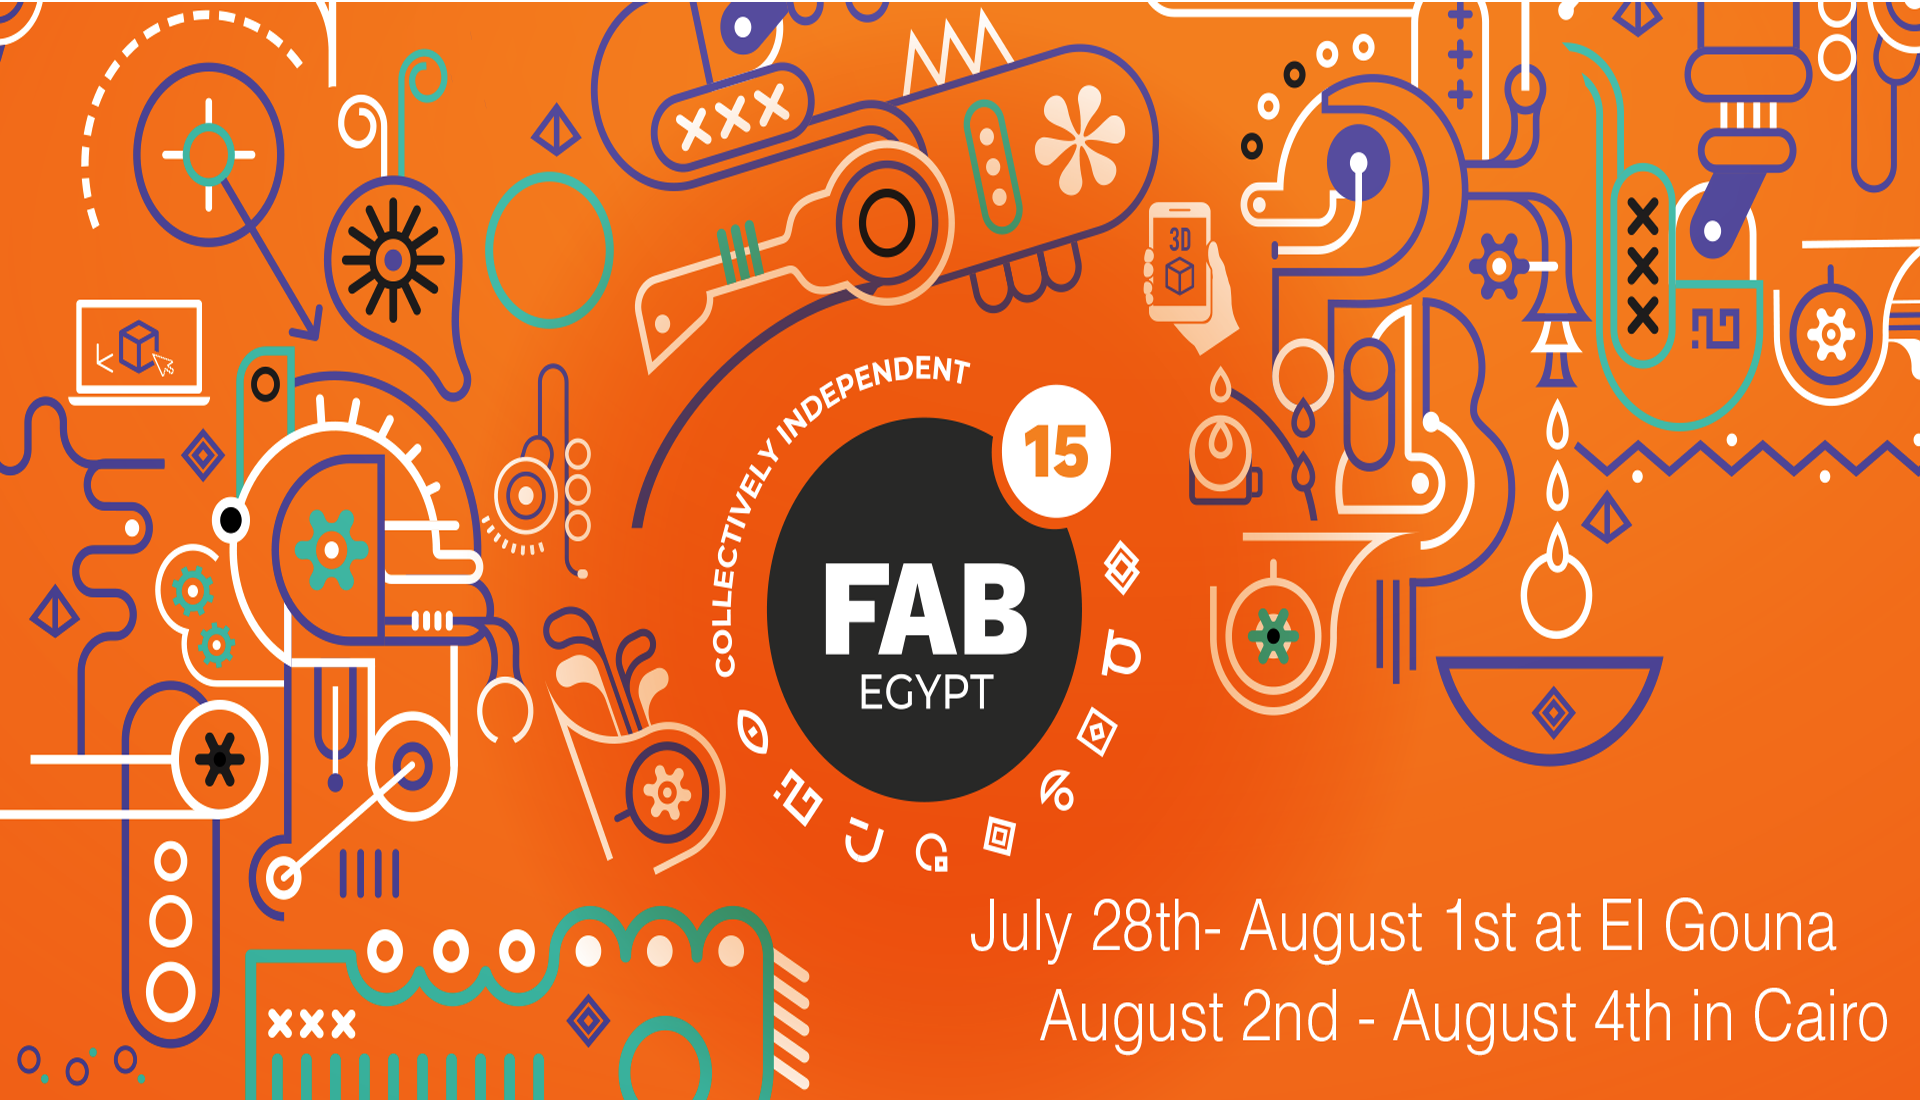 3D
COLLECTIVELY INDEPENDENT
15
FAB
EGYPT
July 28th- August 1st at El Gouna
August 2nd - August 4th in Cairo